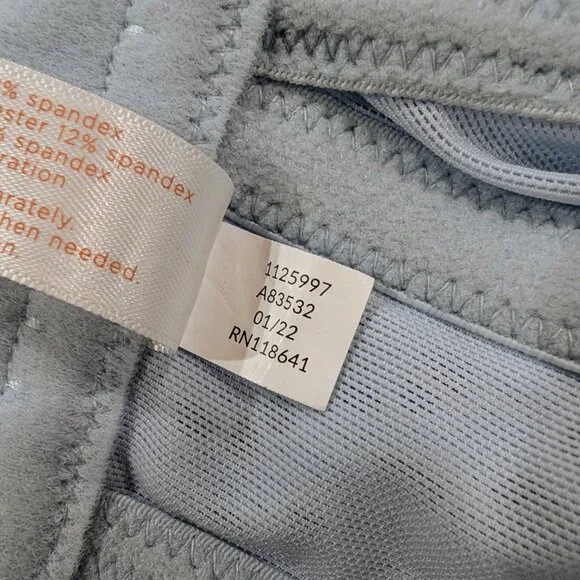 % spandex
ester 12% spandex
% spandex
ration
arately.
hen needed.
n.
1125997
A83532
01/22
RN118641